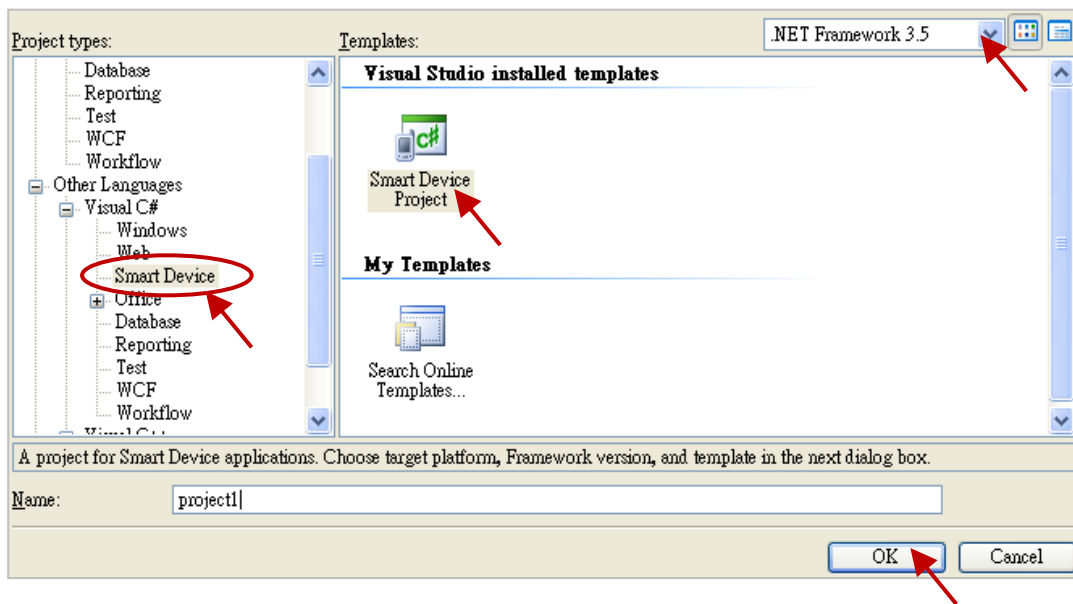 Project types:
Templates:
.NET Framework 3.5
Database
Reporting
Test
WCF
Workflow
Other Languages
Visual C#
Windows
Web
Smart Device
Office
Database
Reporting
Test
WCF
Workflow
Visual Studio installed templates
C#
Smart Device
Project
My Templates
Search Online
Templates...
A project for Smart Device applications. Choose target platform, Framework version, and template in the next dialog box.
Name:
project1
OK
Cancel